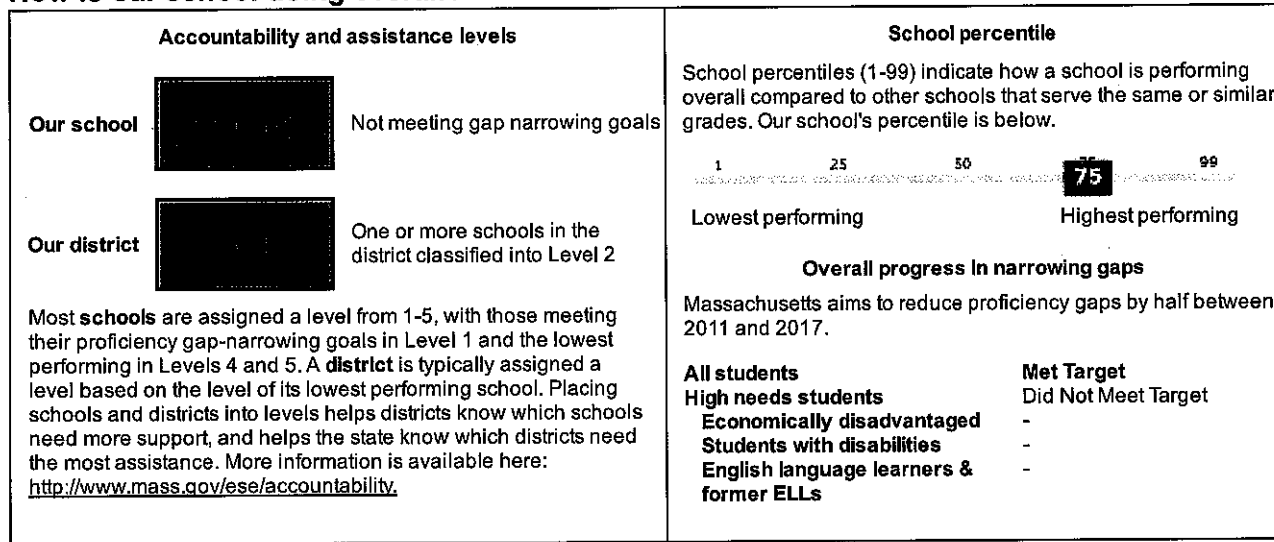 Accountability and assistance levels
Our school
Not meeting gap narrowing goals
Our district
One or more schools in the
district classified into Level 2
Most schools are assigned a level from 1-5, with those meeting
their proficiency gap-narrowing goals in Level 1 and the lowest
performing in Levels 4 and 5. A district is typically assigned a
level based on the level of its lowest performing school. Placing
schools and districts into levels helps districts know which schools
need more support, and helps the state know which districts need
the most assistance. More information is available here:
http://www.mass.gov/ese/accountability.
School percentile
School percentiles (1-99) indicate how a school is performing
overall compared to other schools that serve the same or similar
grades. Our school's percentile is below.
1 25 50 99
75
Lowest performing Highest performing
Overall progress In narrowing gaps
Massachusetts aims to reduce proficiency gaps by half between
2011 and 2017.
All students Met Target
High needs students Did Not Meet Target
Economically disadvantaged -
Students with disabilities -
English language learners & -
former ELLs